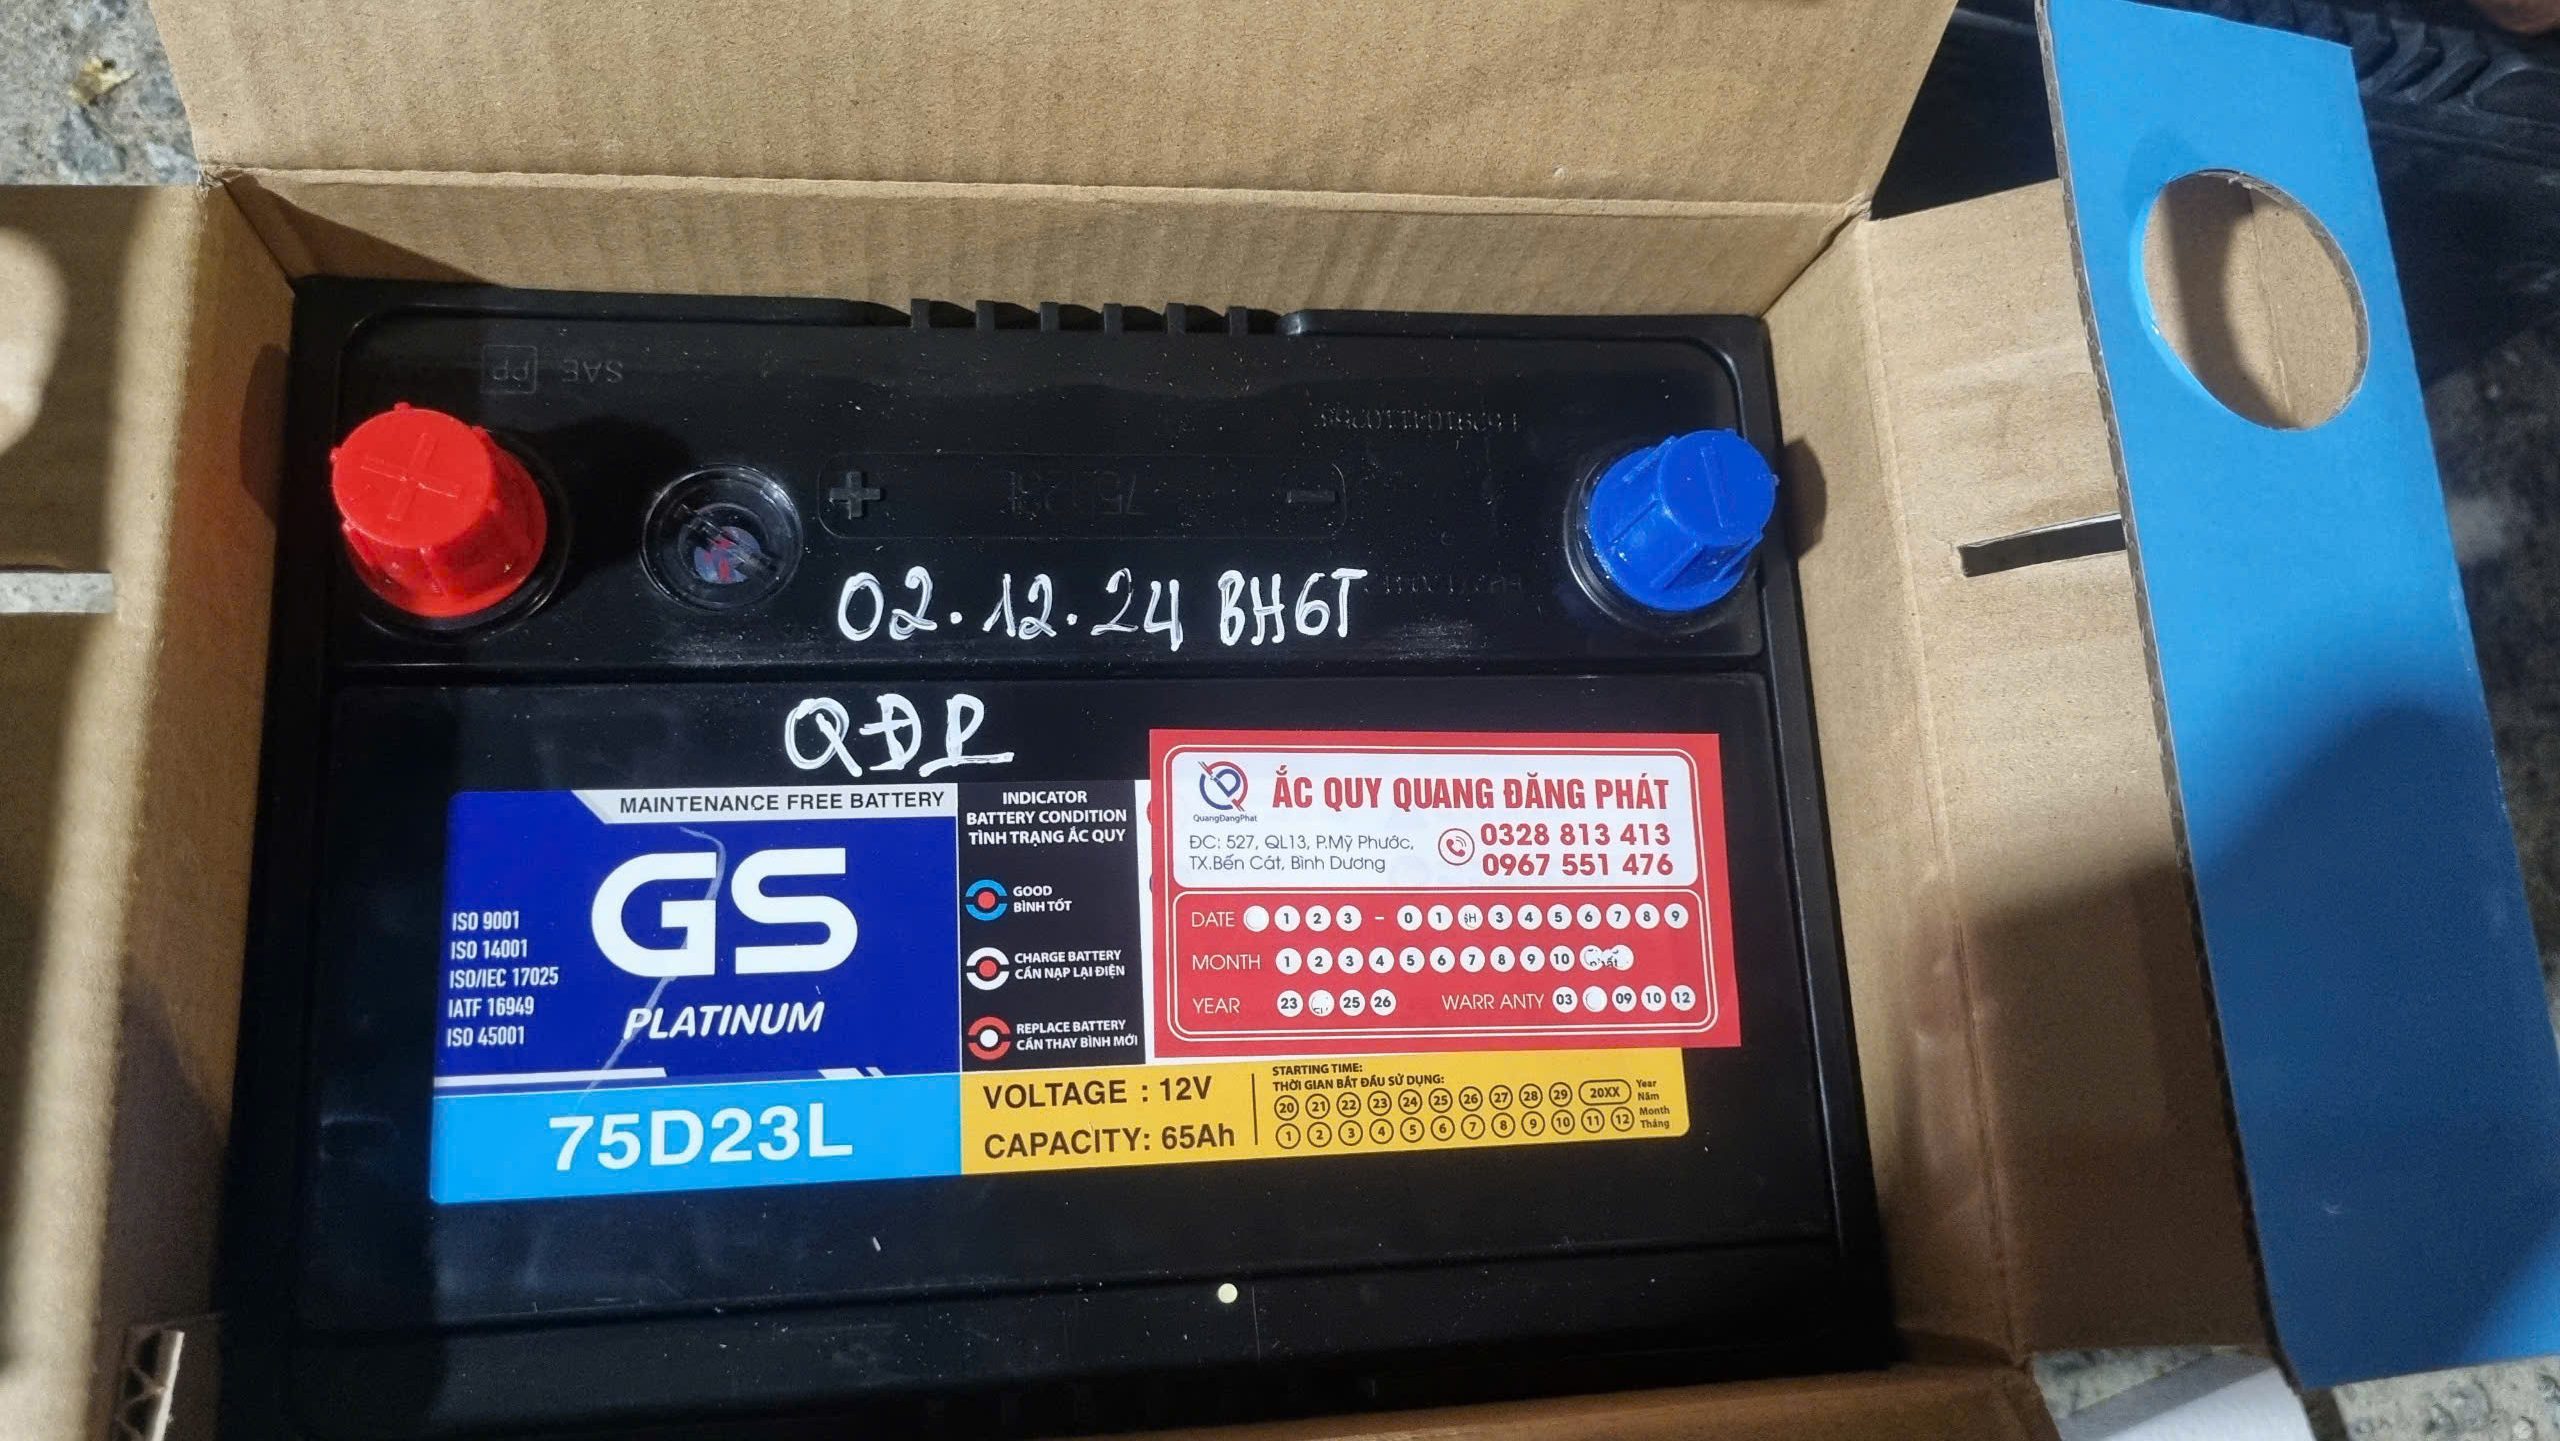 SAE
02.12.24 BH6T
QĐP
MAINTENANCE FREE BATTERY
GS
PLATINUM
ISO 9001
ISO 14001
ISO/IEC 17025
IATF 16949
ISO 45001
75D23L
INDICATOR
BATTERY CONDITION
TÌNH TRẠNG ẮC QUY
GOOD
BÌNH TỐT
CHARGE BATTERY
CẦN NẠP LẠI ĐIỆN
REPLACE BATTERY
CẦN THAY BÌNH MỚI
ẮC QUY QUANG ĐĂNG PHÁT
QuangDangPhat
ĐC: 527, QL13, P.Mỹ Phước,
TX.Bến Cát, Bình Dương
0328 813 413
0967 551 476
DATE 1 2 3 - 0 1 3 4 5 6 7 8 9
MONTH 1 2 3 4 5 6 7 8 9 10
YEAR 23 25 26 WARRANTY 03 09 10 12
VOLTAGE : 12V
CAPACITY: 65Ah
STARTING TIME:
THỜI GIAN BẮT ĐẦU SỬ DỤNG:
20 21 22 23 24 25 26 27 28 29 20XX Year Năm
1 2 3 4 5 6 7 8 9 10 11 12 Month Tháng